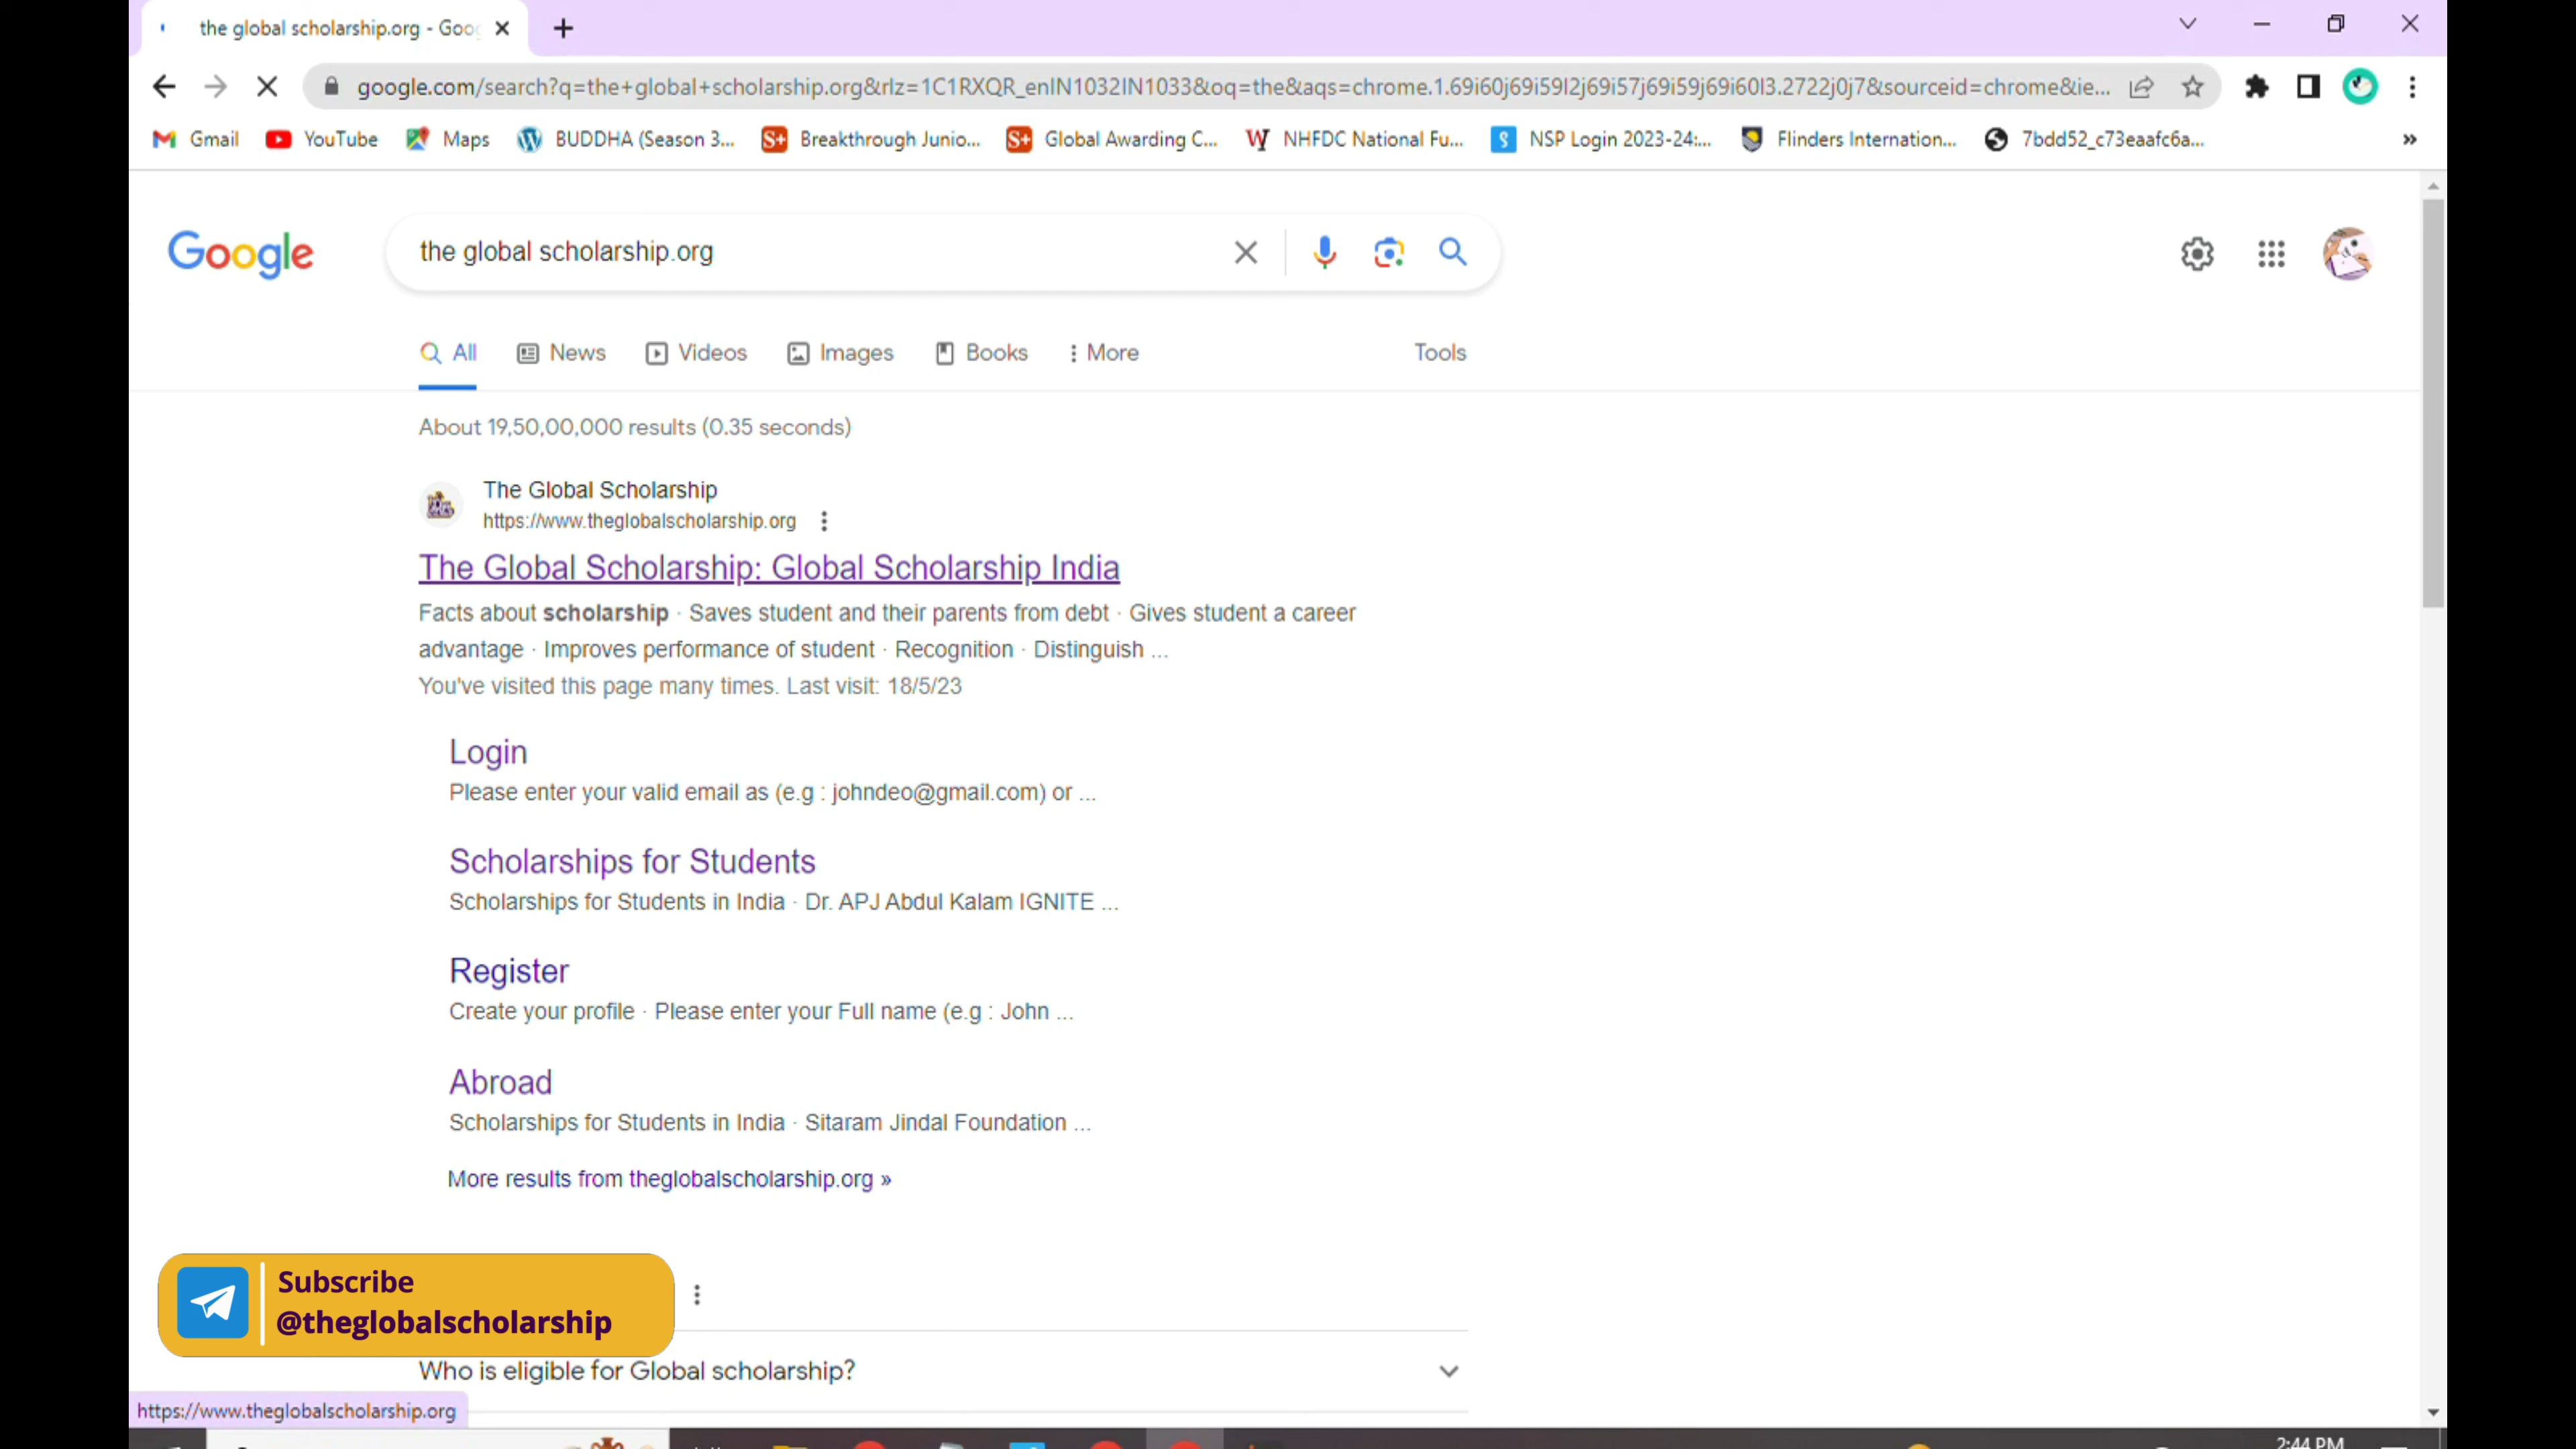 the global scholarship.org - Goo
google.com/search?q=the+global+scholarship.org&rlz=1C1RXQR_enIN1032IN1033&oq=the&aqs=chrome.1.69i60j69i59l2j69i57j69i59j69i60l3.2722j0j7&sourceid=chrome&ie...
Gmail YouTube Maps BUDDHA (Season 3... Breakthrough Junio... Global Awarding C... NHFDC National Fu... NSP Login 2023-24:... Flinders Internation... 7bdd52_c73eaafc6a... »
Google the global scholarship.org
All News Videos Images Books More Tools
About 19,50,00,000 results (0.35 seconds)
The Global Scholarship
https://www.theglobalscholarship.org
The Global Scholarship: Global Scholarship India
Facts about scholarship · Saves student and their parents from debt · Gives student a career
advantage · Improves performance of student · Recognition · Distinguish ...
You've visited this page many times. Last visit: 18/5/23
Login
Please enter your valid email as (e.g : johndeo@gmail.com) or ...
Scholarships for Students
Scholarships for Students in India · Dr. APJ Abdul Kalam IGNITE ...
Register
Create your profile · Please enter your Full name (e.g : John ...
Abroad
Scholarships for Students in India · Sitaram Jindal Foundation ...
More results from theglobalscholarship.org »
Subscribe
@theglobalscholarship
Who is eligible for Global scholarship?
https://www.theglobalscholarship.org
2:44 PM